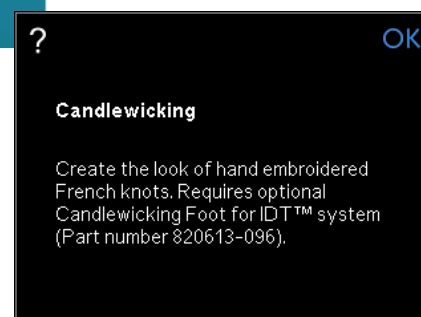 ? OK
Candlewicking
Create the look of hand embroidered
French knots. Requires optional
Candlewicking Foot for IDT™ system
(Part number 820613-096).